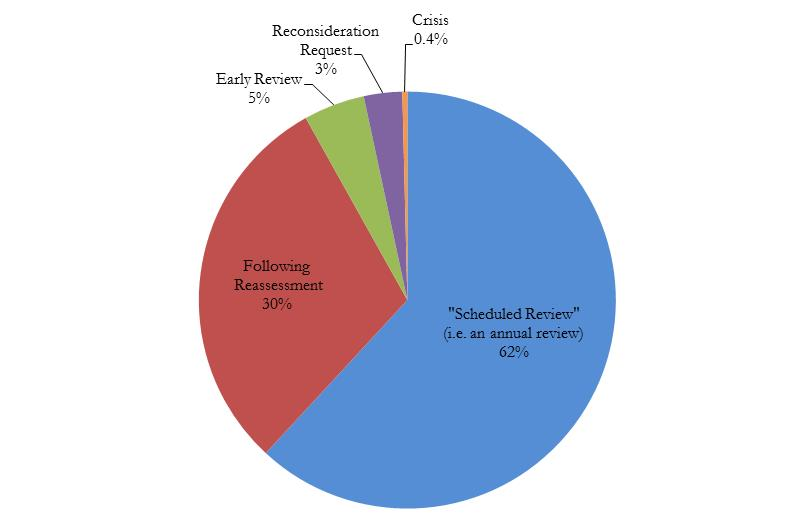 Crisis
0.4%
Reconsideration
Request
3%
Early Review
5%
Following
Reassessment
30%
"Scheduled Review"
(i.e. an annual review)
62%